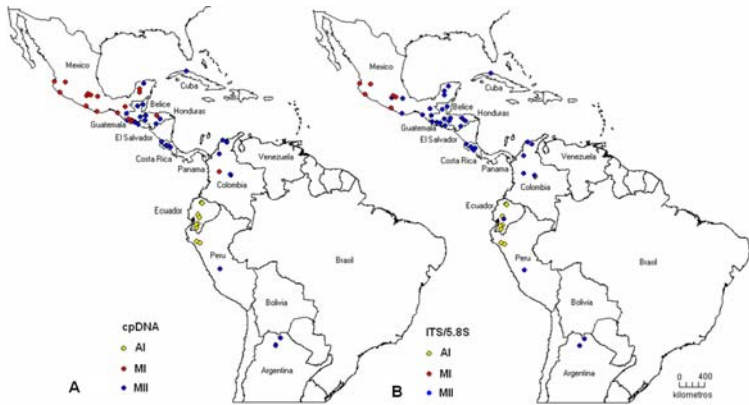 Mexico
Cuba
Belice
Honduras
Guatemala
El Salvador
Costa Rica
Panama
Venezuela
Colombia
Ecuador
Peru
Brasil
Bolivia
Argentina
cpDNA
AI
MI
MII
A
Mexico
Cuba
Belice
Honduras
Guatemala
El Salvador
Costa Rica
Panama
Venezuela
Colombia
Ecuador
Peru
Brasil
Bolivia
Argentina
ITS/5.8S
AI
MI
MII
B
0 200 400
kilometros